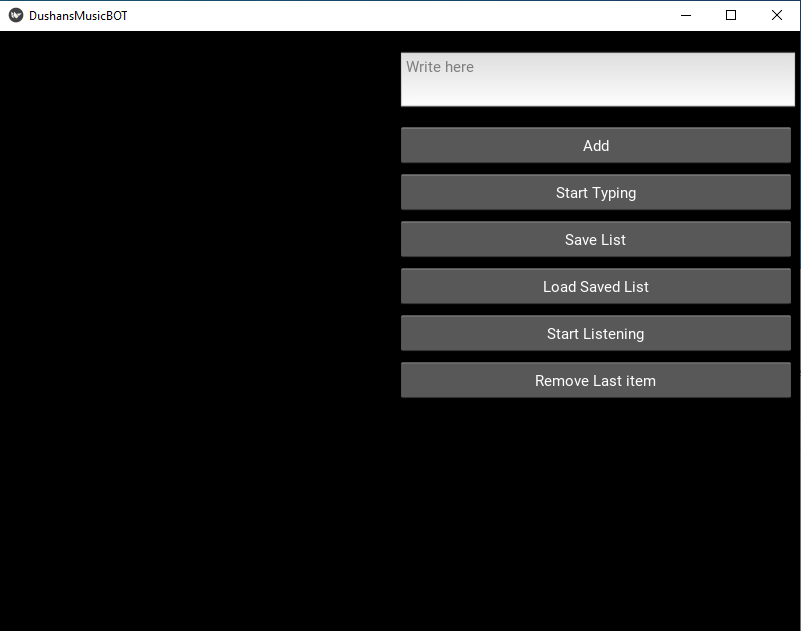 DushansMusicBOT
Write here
Add
Start Typing
Save List
Load Saved List
Start Listening
Remove Last item